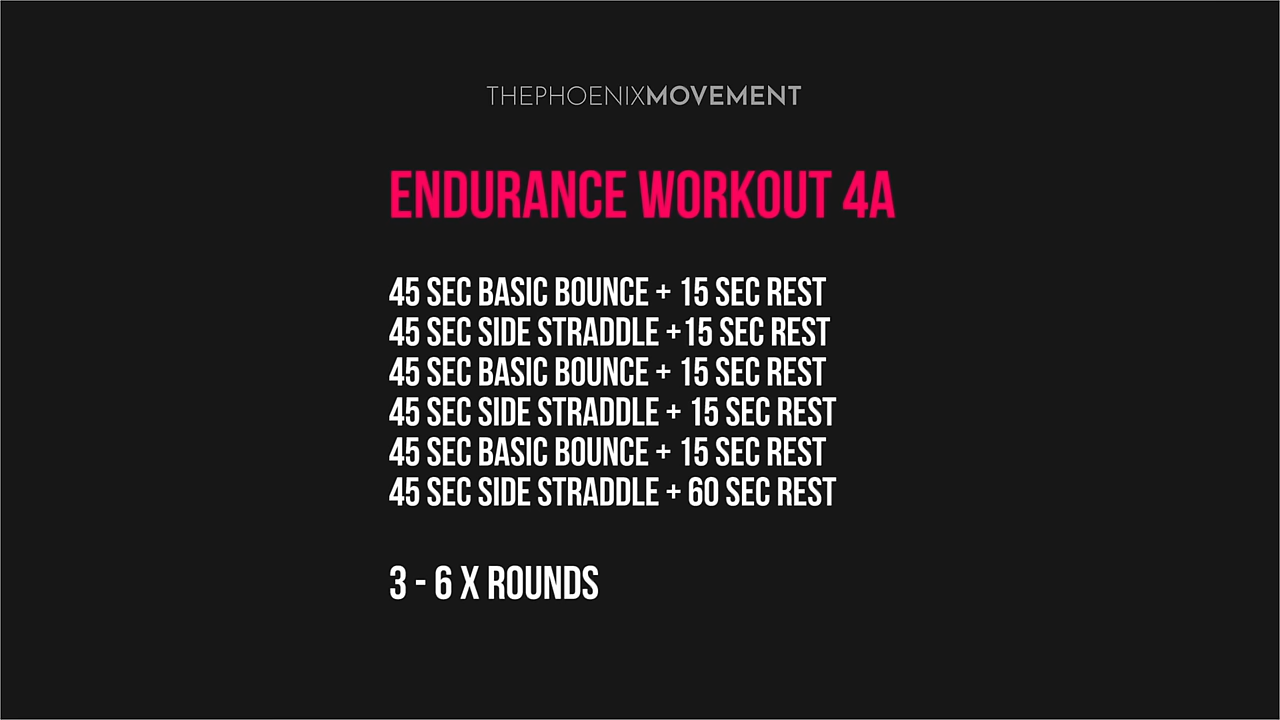 THEPHOENIXMOVEMENT
ENDURANCE WORKOUT 4A
45 SEC BASIC BOUNCE + 15 SEC REST
45 SEC SIDE STRADDLE +15 SEC REST
45 SEC BASIC BOUNCE + 15 SEC REST
45 SEC SIDE STRADDLE + 15 SEC REST
45 SEC BASIC BOUNCE + 15 SEC REST
45 SEC SIDE STRADDLE + 60 SEC REST
3 - 6 X ROUNDS